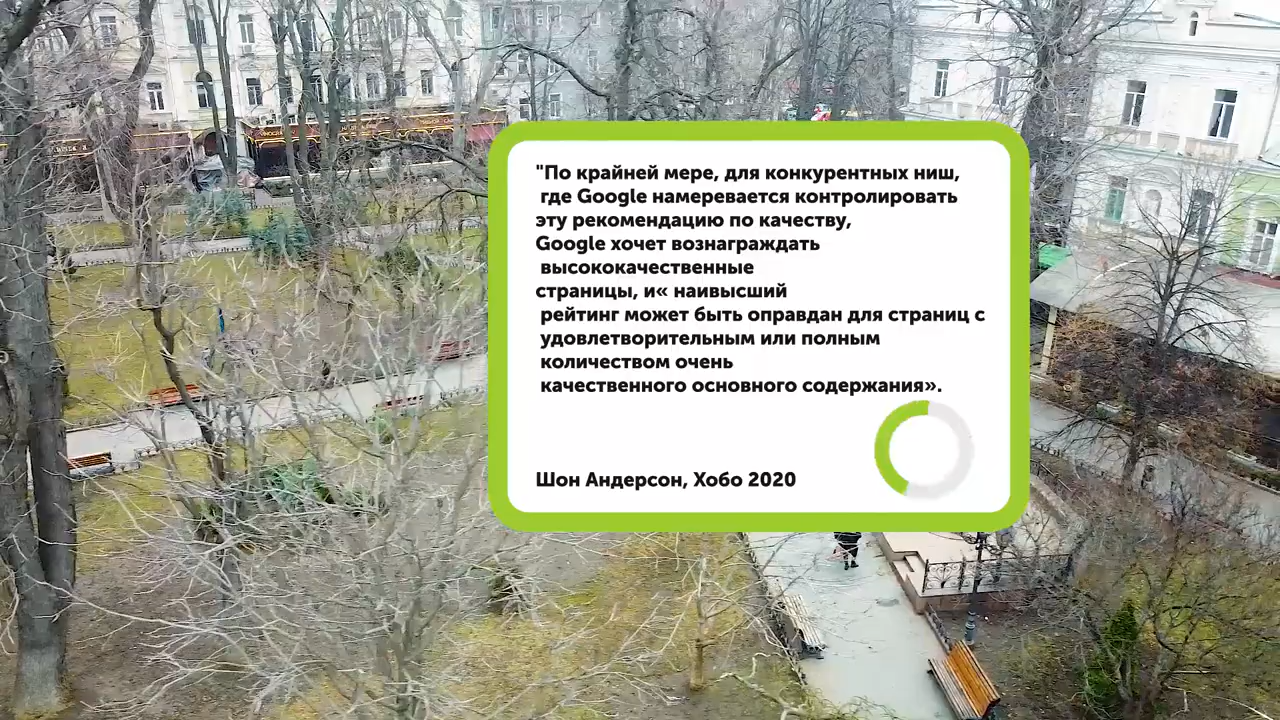 "По крайней мере, для конкурентных ниш,
где Google намеревается контролировать
эту рекомендацию по качеству,
Google хочет вознаграждать
высококачественные
страницы, и« наивысший
рейтинг может быть оправдан для страниц с
удовлетворительным или полным
количеством очень
качественного основного содержания».
Шон Андерсон, Хобо 2020